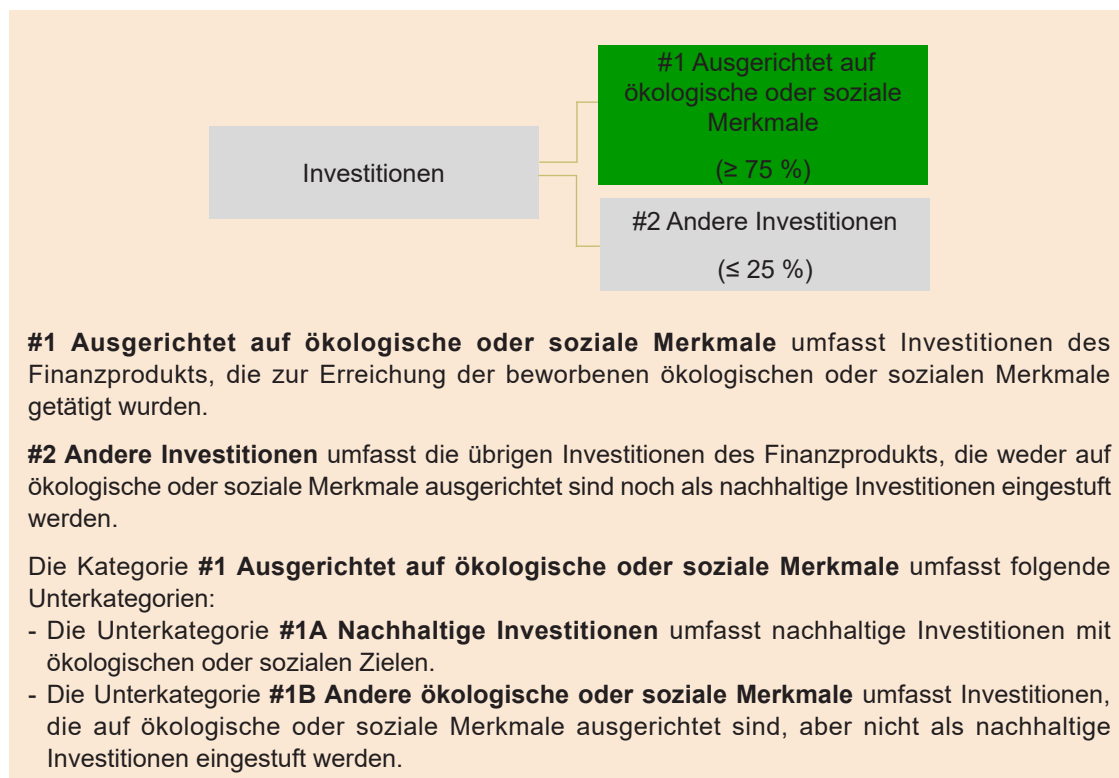 #1 Ausgerichtet auf
ökologische oder soziale
Merkmale
(≥ 75 %)
Investitionen
#2 Andere Investitionen
(≤ 25 %)
#1 Ausgerichtet auf ökologische oder soziale Merkmale umfasst Investitionen des
Finanzprodukts, die zur Erreichung der beworbenen ökologischen oder sozialen Merkmale
getätigt wurden.
#2 Andere Investitionen umfasst die übrigen Investitionen des Finanzprodukts, die weder auf
ökologische oder soziale Merkmale ausgerichtet sind noch als nachhaltige Investitionen eingestuft
werden.
Die Kategorie #1 Ausgerichtet auf ökologische oder soziale Merkmale umfasst folgende
Unterkategorien:
- Die Unterkategorie #1A Nachhaltige Investitionen umfasst nachhaltige Investitionen mit
ökologischen oder sozialen Zielen.
- Die Unterkategorie #1B Andere ökologische oder soziale Merkmale umfasst Investitionen,
die auf ökologische oder soziale Merkmale ausgerichtet sind, aber nicht als nachhaltige
Investitionen eingestuft werden.